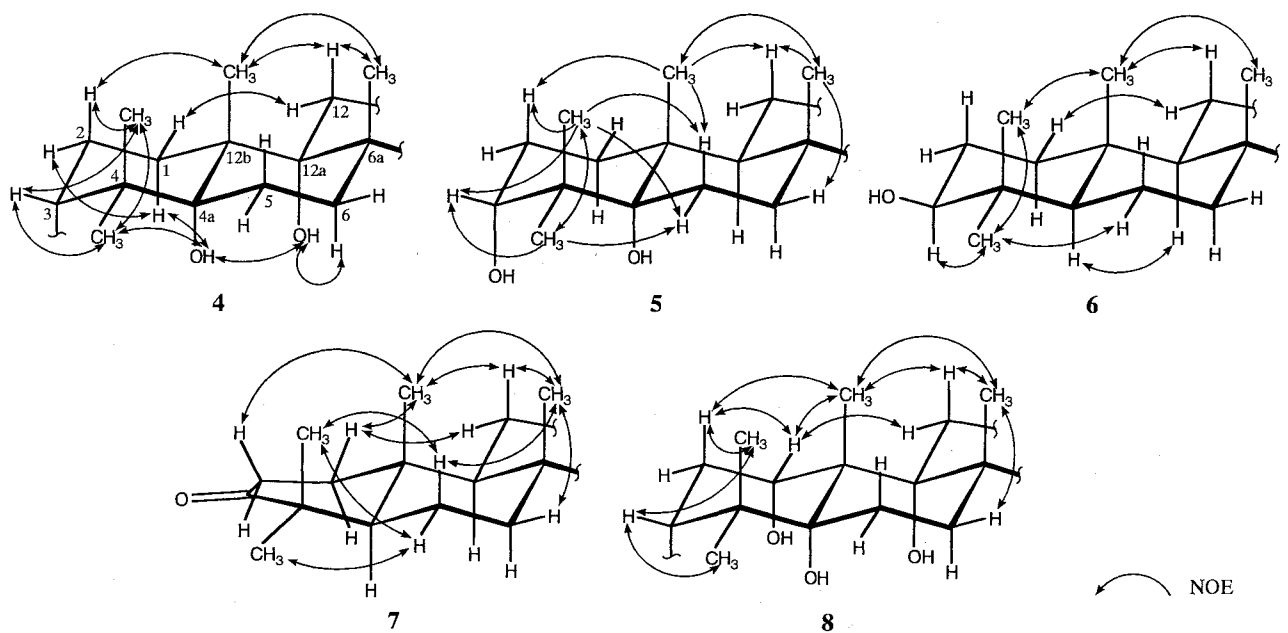 H
CH₃ CH₃
H
CH₃ H 12
H
2 H
H 12b 12a 6a
1
4 5
H H
3 H 4a 6
H
CH₃ OH
H
OH
4
H
CH₃ CH₃
H
CH₃ H
H
H
H
H H
H
CH₃ H H
OH
OH H
5
H
CH₃ CH₃
H
CH₃ H H
H
HO H
H H
H
CH₃ H
H H
H
6
H
CH₃ CH₃
H
CH₃ H H
H
O
H
H H
H
CH₃ H
H
H
7
H
CH₃ CH₃
H
CH₃ H H
H
H
H H
OH
H
CH₃ OH
OH H
8
NOE